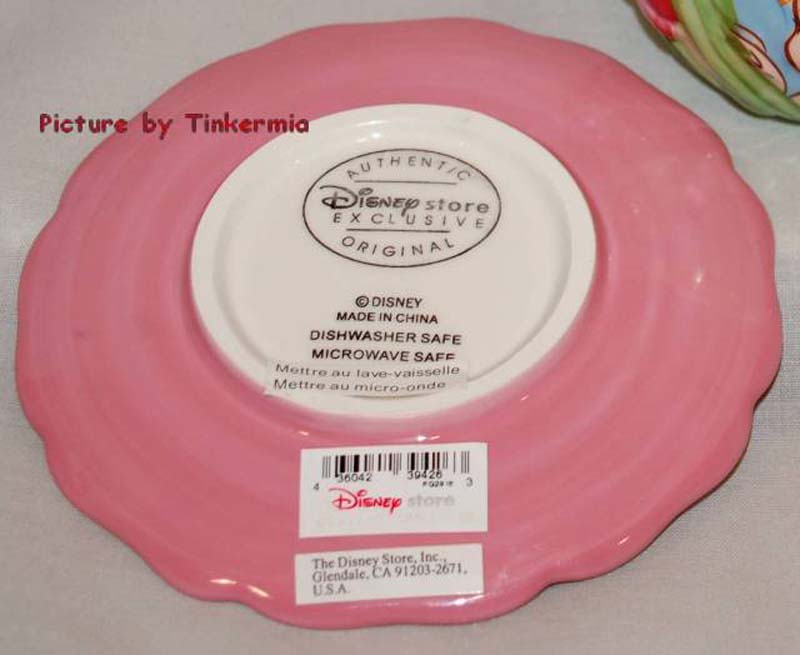 Picture by Tinkermia
AUTHENTIC
Disney store
EXCLUSIVE
ORIGINAL
© DISNEY
MADE IN CHINA
DISHWASHER SAFE
MICROWAVE SAFE
Mettre au lave-vaisselle
Mettre au micro-onde
4 36042 39426 3
Disney store
The Disney Store, Inc.,
Glendale, CA 91203-2671,
U.S.A.